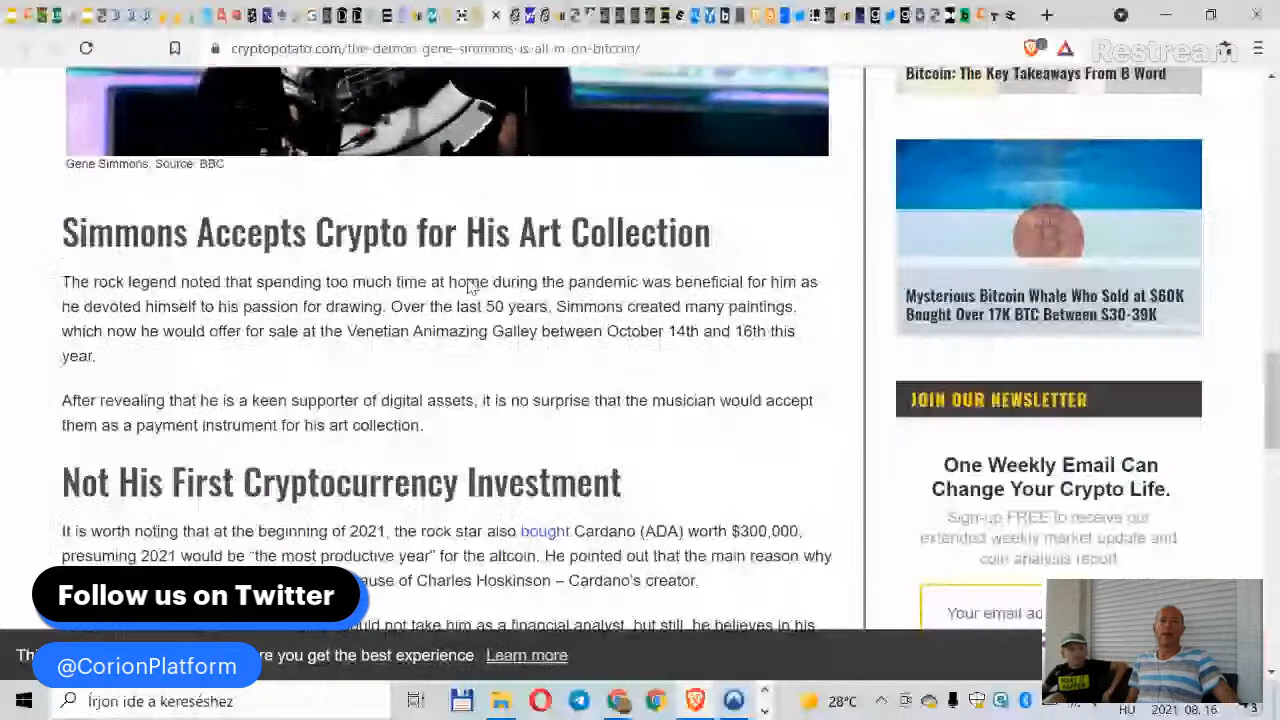 cryptopotato.com/the-demon-gene-simmons-is-all-in-on-bitcoin/
Restream
Gene Simmons. Source: BBC
Simmons Accepts Crypto for His Art Collection
The rock legend noted that spending too much time at home during the pandemic was beneficial for him as
he devoted himself to his passion for drawing. Over the last 50 years, Simmons created many paintings,
which now he would offer for sale at the Venetian Animazing Galley between October 14th and 16th this
year.
After revealing that he is a keen supporter of digital assets, it is no surprise that the musician would accept
them as a payment instrument for his art collection.
Not His First Cryptocurrency Investment
It is worth noting that at the beginning of 2021, the rock star also bought Cardano (ADA) worth $300,000,
presuming 2021 would be “the most productive year” for the altcoin. He pointed out that the main reason why
of Charles Hoskinson – Cardano's creator.
not take him as a financial analyst, but still, he believes in his
Bitcoin: The Key Takeaways From B Word
Mysterious Bitcoin Whale Who Sold at $60K
Bought Over 17K BTC Between $30-39K
JOIN OUR NEWSLETTER
One Weekly Email Can
Change Your Crypto Life.
Sign-up FREE to receive our
extended weekly market update and
coin analysis report
Your email
Follow us on Twitter
@CorionPlatform
you get the best experience Learn more
Írjon ide a kereséshez
28°C
HU
2021. 08. 16.